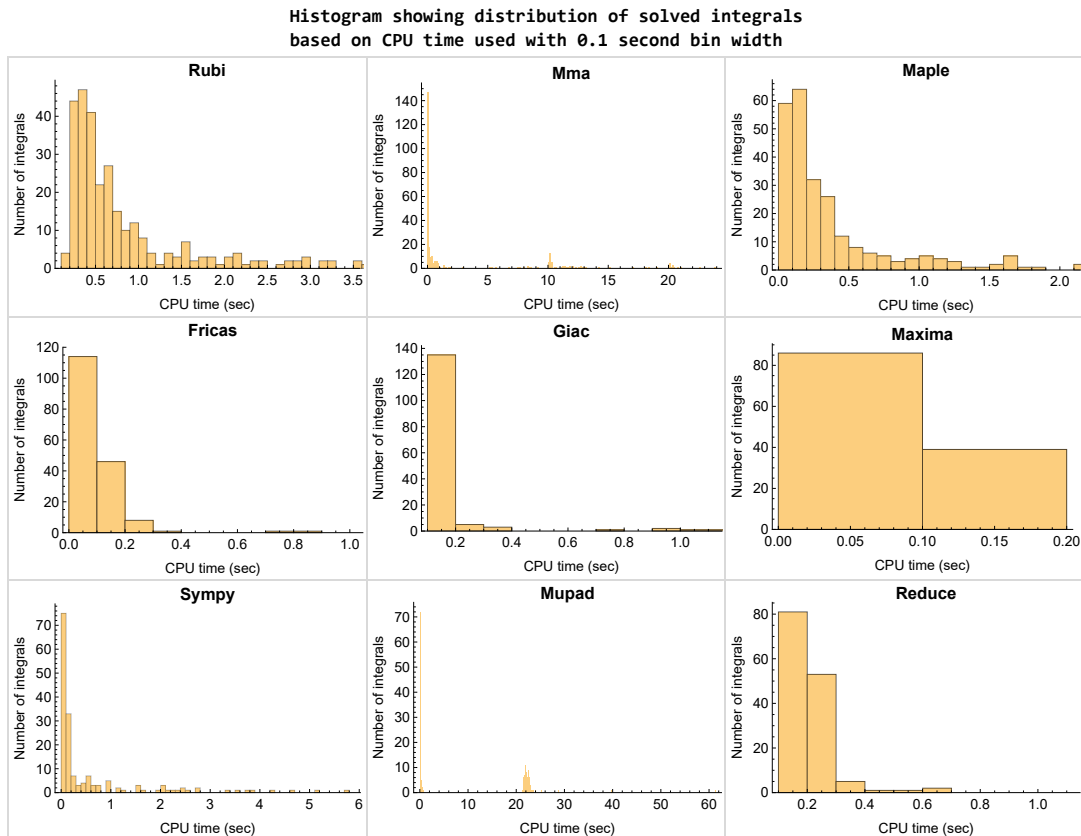 Histogram showing distribution of solved integrals
based on CPU time used with 0.1 second bin width
Rubi
Number of integrals
0 10 20 30 40
0.5 1.0 1.5 2.0 2.5 3.0 3.5
CPU time (sec)
Mma
Number of integrals
0 20 40 60 80 100 120 140
0 5 10 15 20
CPU time (sec)
Maple
Number of integrals
0 10 20 30 40 50 60
0.0 0.5 1.0 1.5 2.0
CPU time (sec)
Fricas
Number of integrals
0 20 40 60 80 100 120
0.0 0.2 0.4 0.6 0.8 1.0
CPU time (sec)
Giac
Number of integrals
0 20 40 60 80 100 120 140
0.2 0.4 0.6 0.8 1.0
CPU time (sec)
Maxima
Number of integrals
0 20 40 60 80
0.00 0.05 0.10 0.15 0.20
CPU time (sec)
Sympy
Number of integrals
0 10 20 30 40 50 60 70
0 1 2 3 4 5 6
CPU time (sec)
Mupad
Number of integrals
0 10 20 30 40 50 60 70
0 10 20 30 40 50 60
CPU time (sec)
Reduce
Number of integrals
0 20 40 60 80
0.2 0.4 0.6 0.8 1.0
CPU time (sec)